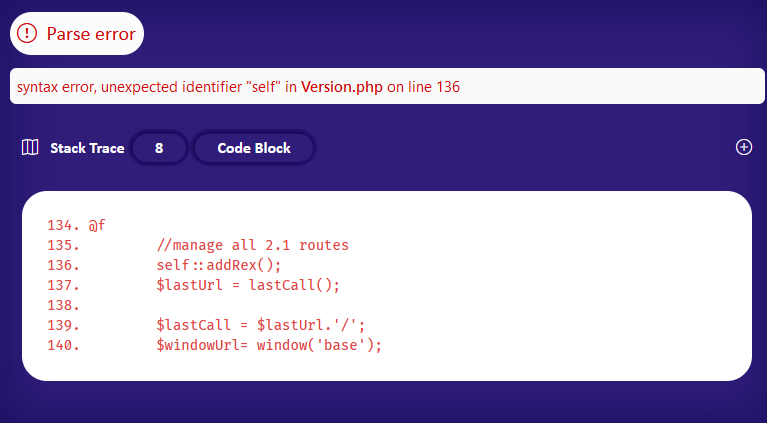 Parse error
syntax error, unexpected identifier "self" in Version.php on line 136
Stack Trace 8 Code Block
134. @f
135. //manage all 2.1 routes
136. self::addRex();
137. $lastUrl = lastCall();
138.
139. $lastCall = $lastUrl.'/';
140. $windowUrl= window('base');